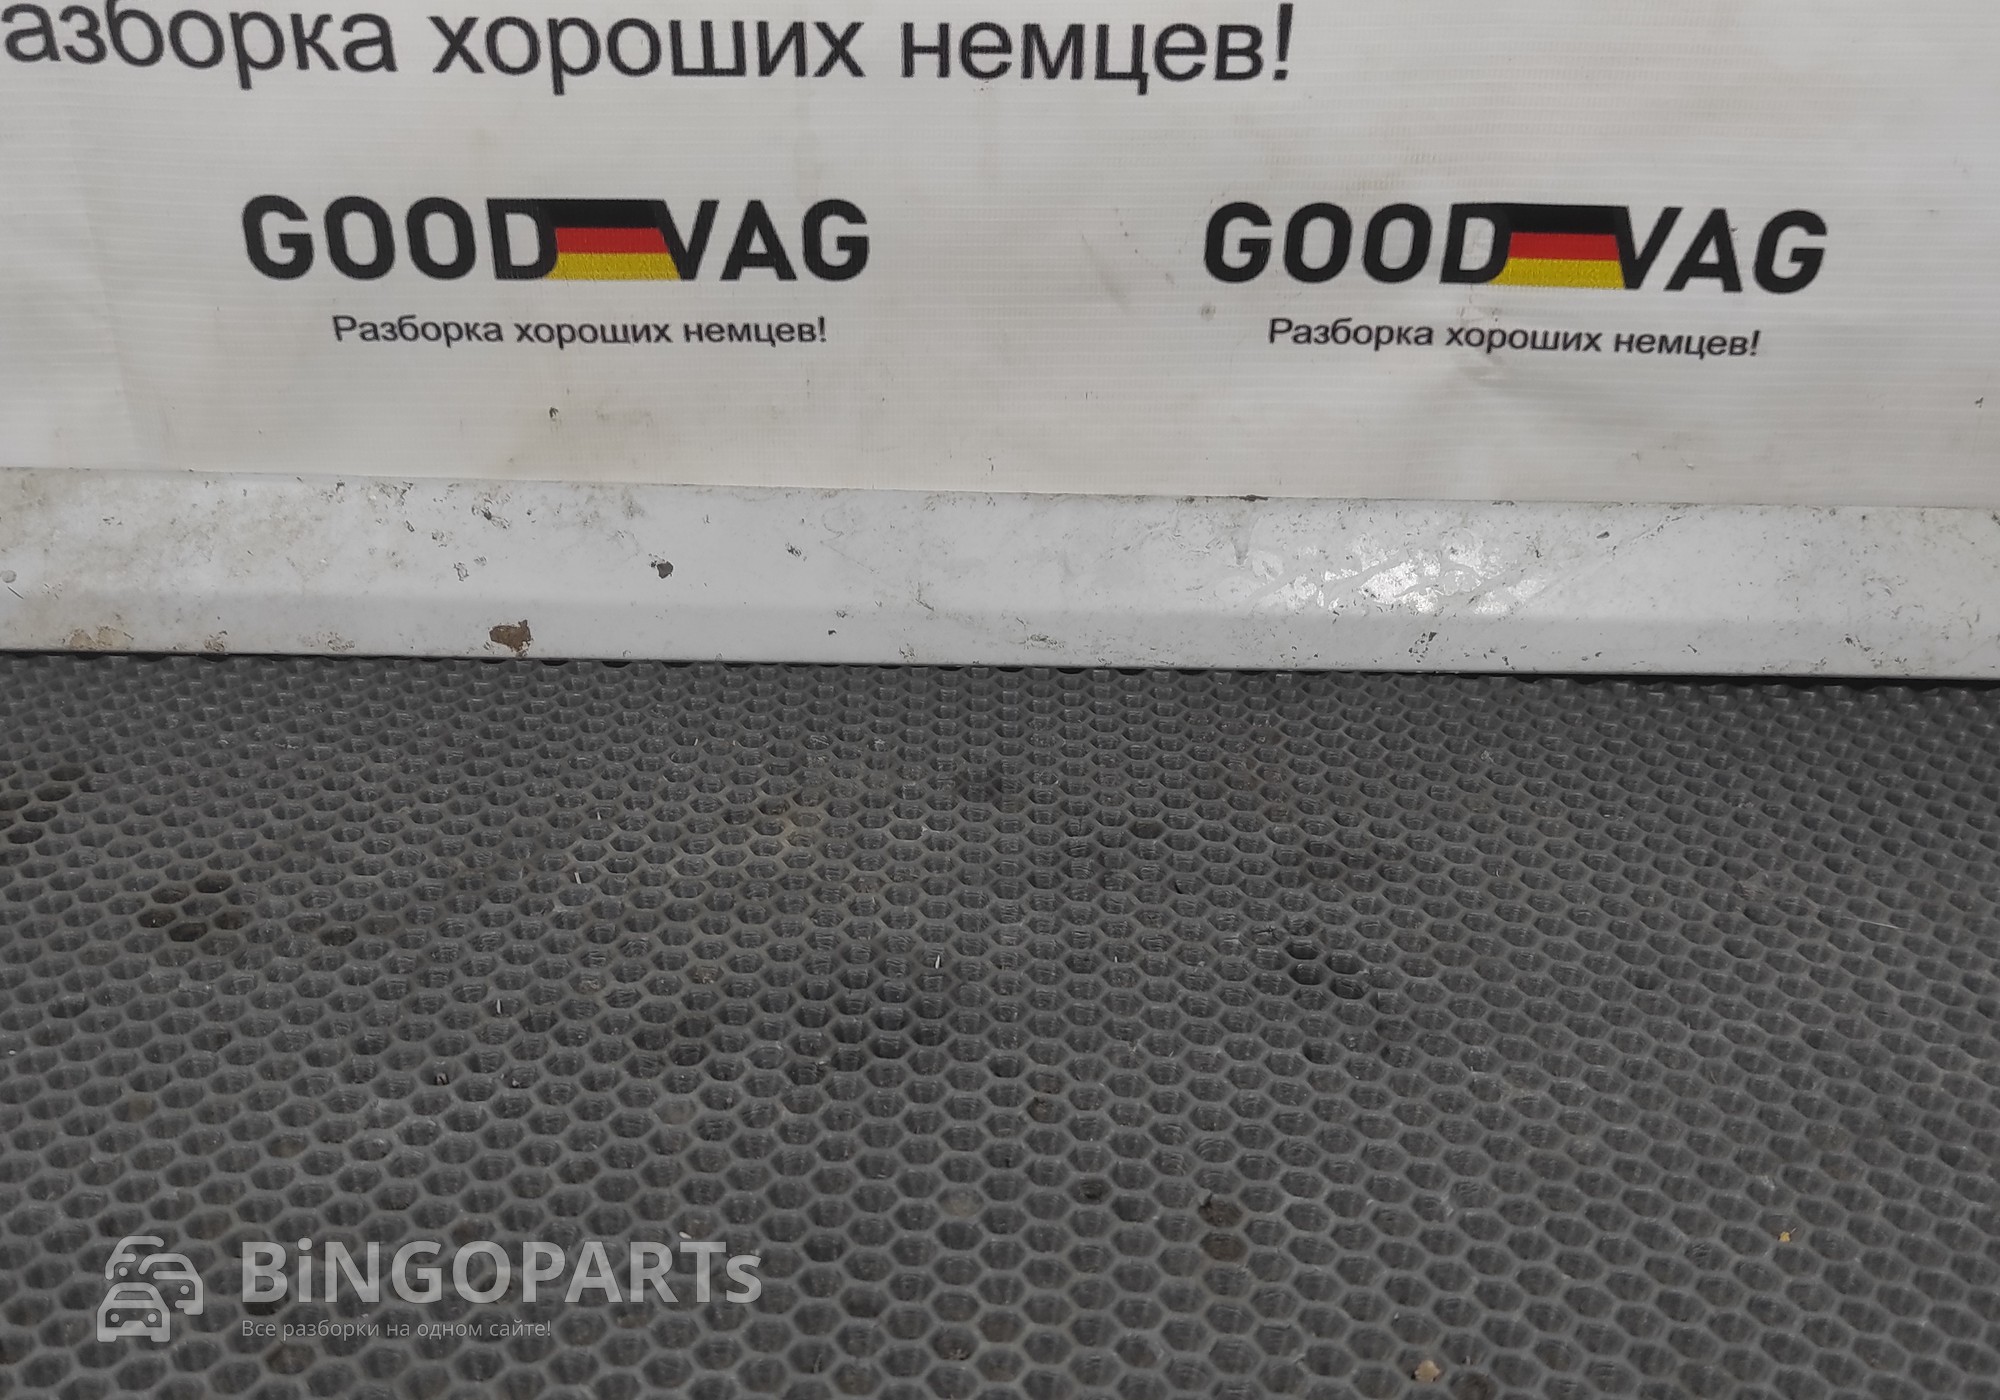 азборка хороших немцев!
GOOD VAG
GOOD VAG
Разборка хороших немцев!
Разборка хороших немцев!
BiNGOPARTs
Все разборки на одном сайте!